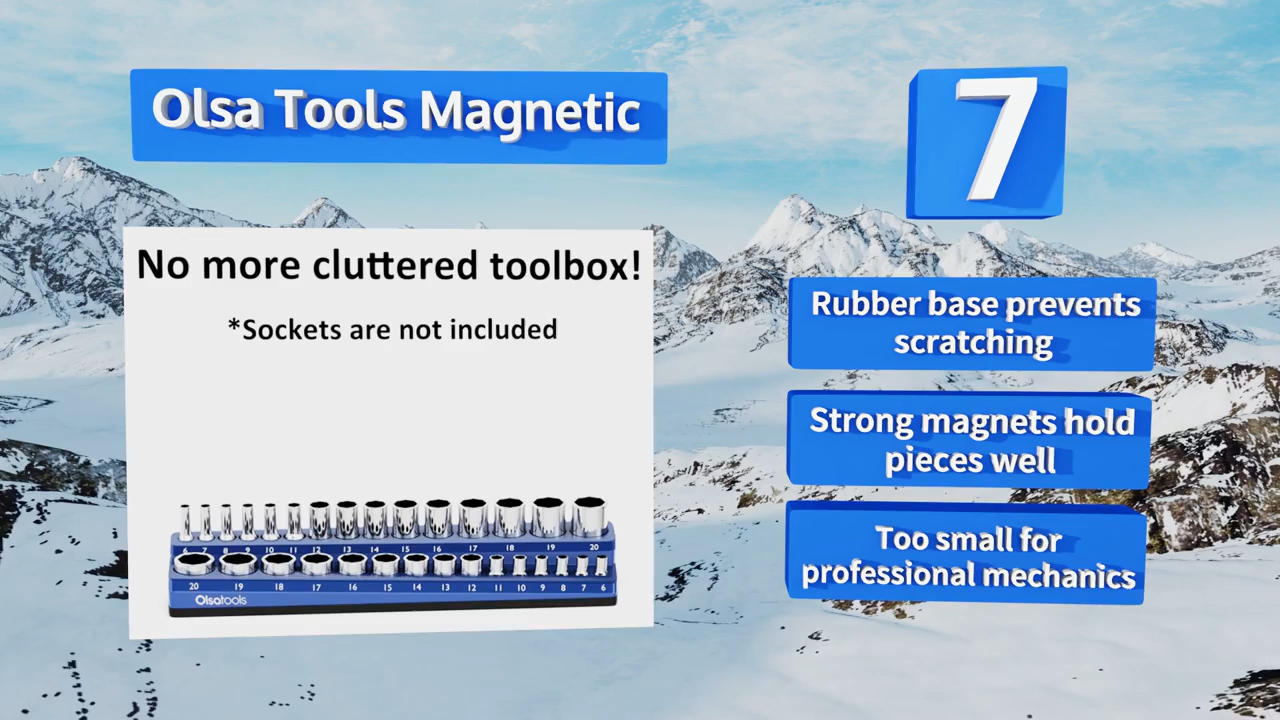 Olsa Tools Magnetic
7
No more cluttered toolbox!
*Sockets are not included
Rubber base prevents
scratching
Strong magnets hold
pieces well
Too small for
professional mechanics
6 7 8 9 10 11 12 13 14 15 16 17 18 19 20
20 19 18 17 16 15 14 13 12 11 10 9 8 7 6
Olsatools